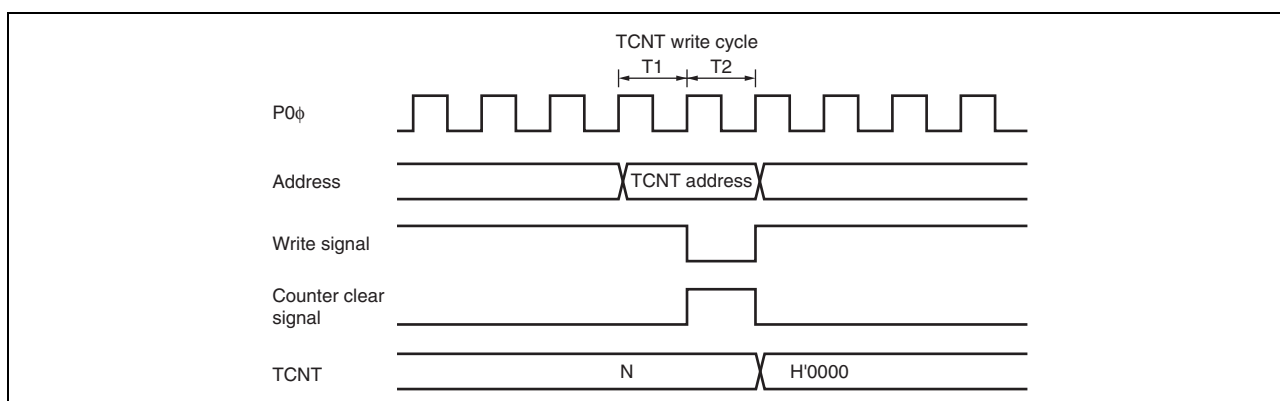 TCNT write cycle
T1 T2
P0ϕ
Address
TCNT address
Write signal
Counter clear
signal
TCNT
N
H'0000